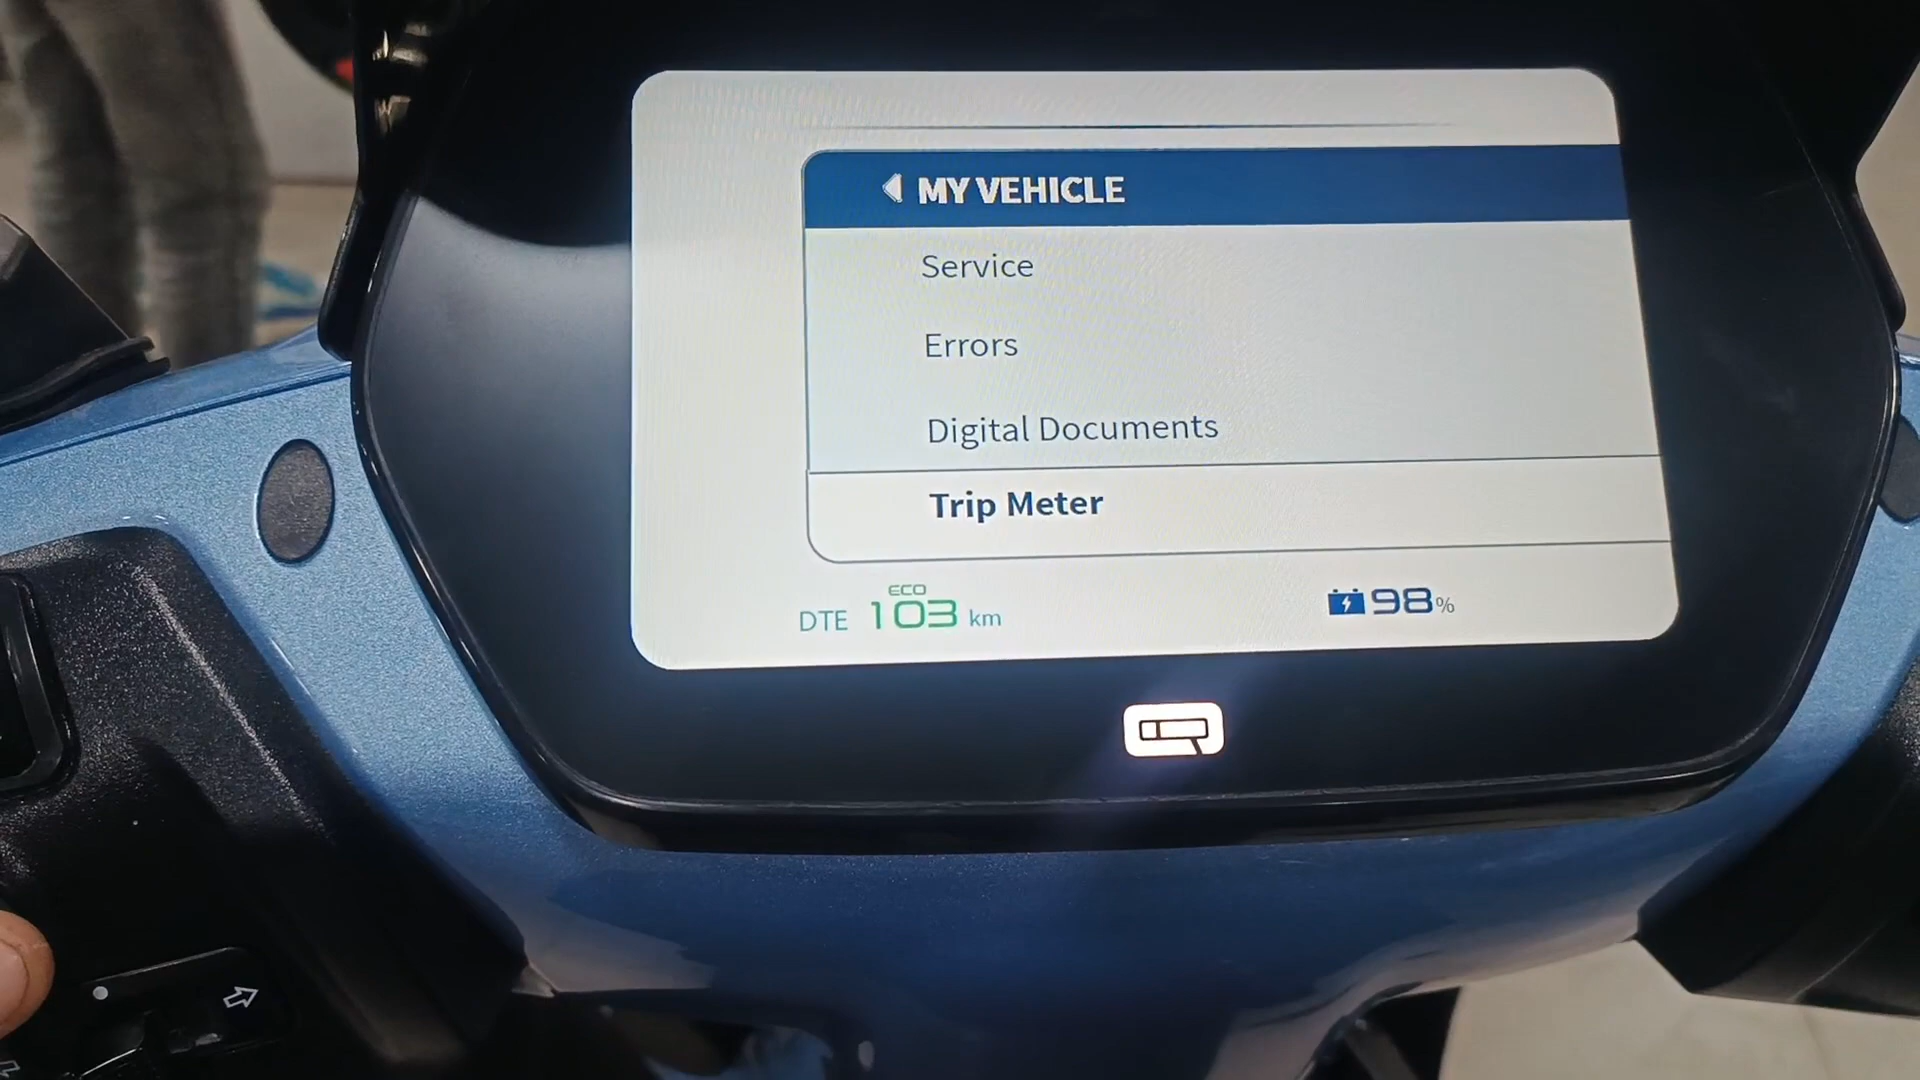 MY VEHICLE
Service
Errors
Digital Documents
Trip Meter
ECO
DTE 103 km
98%